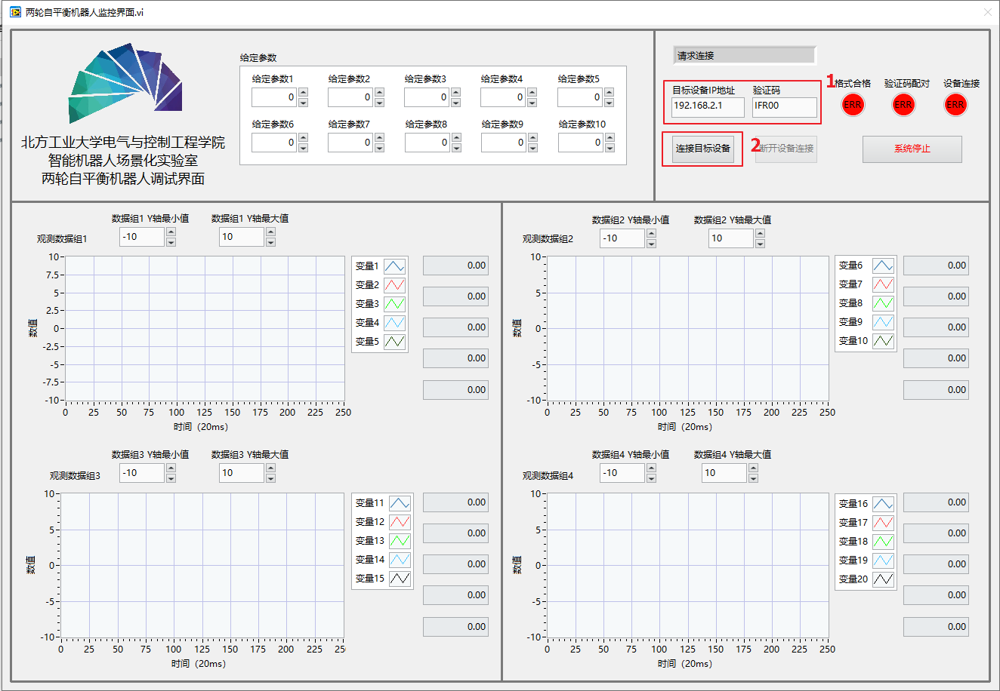 两轮自平衡机器人监控界面.vi
北方工业大学电气与控制工程学院
智能机器人场景化实验室
两轮自平衡机器人调试界面
给定参数
给定参数1 给定参数2 给定参数3 给定参数4 给定参数5
0 0 0 0 0
给定参数6 给定参数7 给定参数8 给定参数9 给定参数10
0 0 0 0 0
请求连接
目标设备IP地址 验证码
192.168.2.1 IFR00
1
格式合格 验证码配对 设备连接
ERR ERR ERR
连接目标设备
2
断开设备连接
系统停止
数据组1 Y轴最小值 数据组1 Y轴最大值
观测数据组1 -10 10
10
7.5
5
2.5
0
-2.5
-5
-7.5
-10
数值
0 25 50 75 100 125 150 175 200 225 250
时间（20ms）
变量1 0.00
变量2 0.00
变量3 0.00
变量4 0.00
变量5 0.00
数据组2 Y轴最小值 数据组2 Y轴最大值
观测数据组2 -10 10
10
5
0
-5
-10
数值
0 25 50 75 100 125 150 175 200 225 250
时间（20ms）
变量6 0.00
变量7 0.00
变量8 0.00
变量9 0.00
变量10 0.00
数据组3 Y轴最小值 数据组3 Y轴最大值
观测数据组3 -10 10
10
5
0
-5
-10
数值
0 25 50 75 100 125 150 175 200 225 25
时间（20ms）
变量11 0.00
变量12 0.00
变量13 0.00
变量14 0.00
变量15 0.00
数据组4 Y轴最小值 数据组4 Y轴最大值
观测数据组4 -10 10
10
5
0
-5
-10
数值
0 25 50 75 100 125 150 175 200 225 250
时间（20ms）
变量16 0.00
变量17 0.00
变量18 0.00
变量19 0.00
变量20 0.00